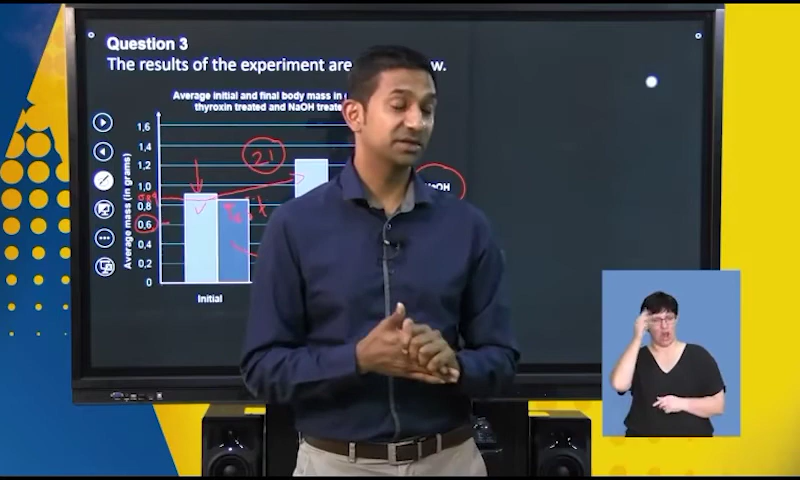 Question 3
The results of the experiment are
Average initial and final body mass in
thyroxin treated and NaOH treate
Average mass (in grams)
1,6
1,4
1,2
1,0
0,8
0,6
0,4
0,2
0
21
NaOH
Initial